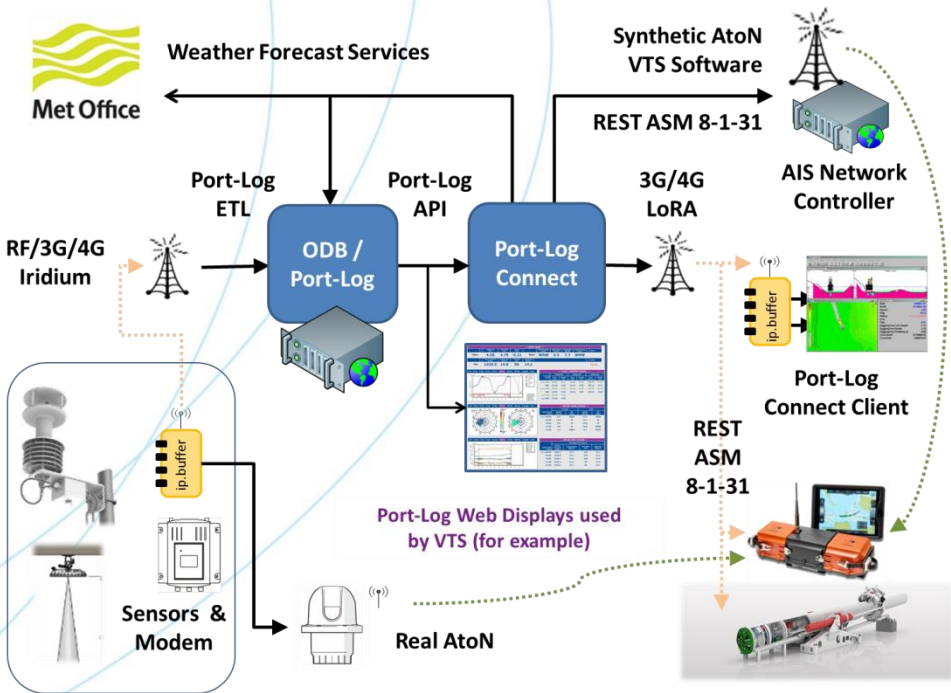 Met Office
Weather Forecast Services
Synthetic AtoN
VTS Software
REST ASM 8-1-31
AIS Network
Controller
Port-Log
ETL
Port-Log
API
3G/4G
LoRA
RF/3G/4G
Iridium
ODB /
Port-Log
Port-Log
Connect
ip.buffer
Port-Log
Connect Client
ip.buffer
REST
ASM
8-1-31
Port-Log Web Displays used
by VTS (for example)
Sensors &
Modem
Real AtoN